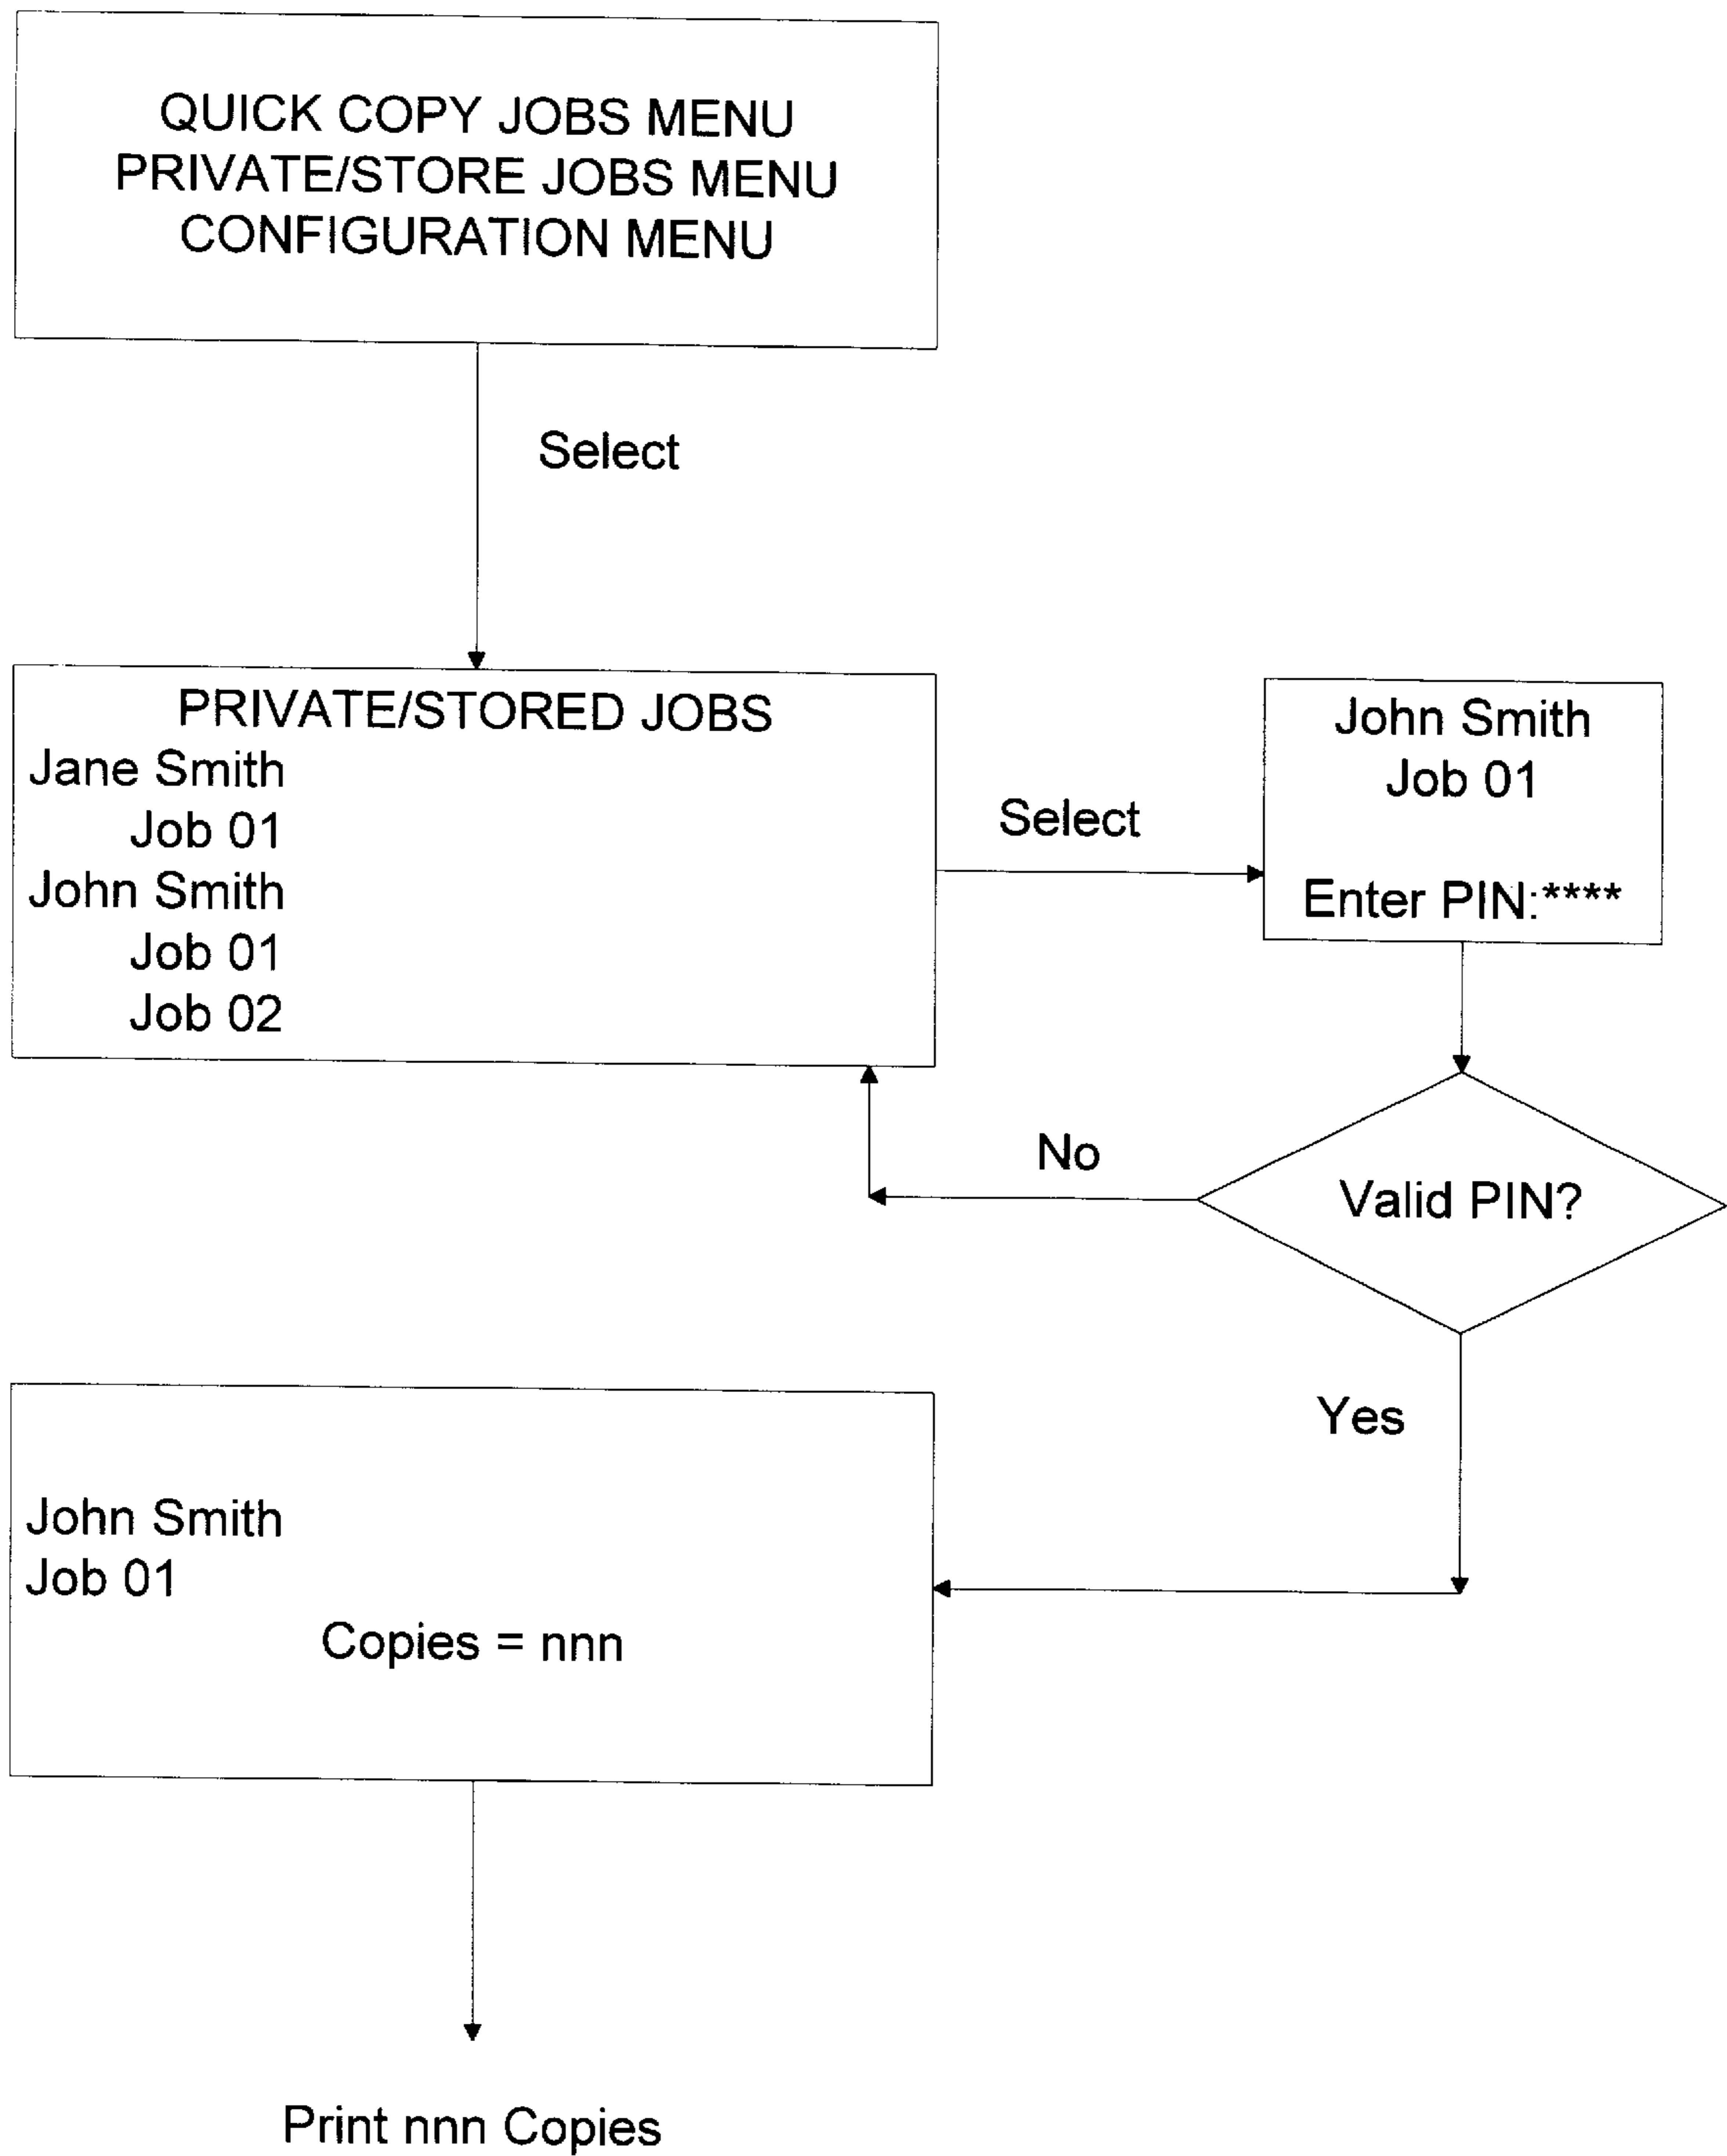 QUICK COPY JOBS MENU
PRIVATE/STORE JOBS MENU
CONFIGURATION MENU
Select
PRIVATE/STORED JOBS
Jane Smith
Job 01
John Smith
Job 01
Job 02
Select
John Smith
Job 01
Enter PIN:****
Valid PIN?
No
Yes
John Smith
Job 01
Copies = nnn
Print nnn Copies